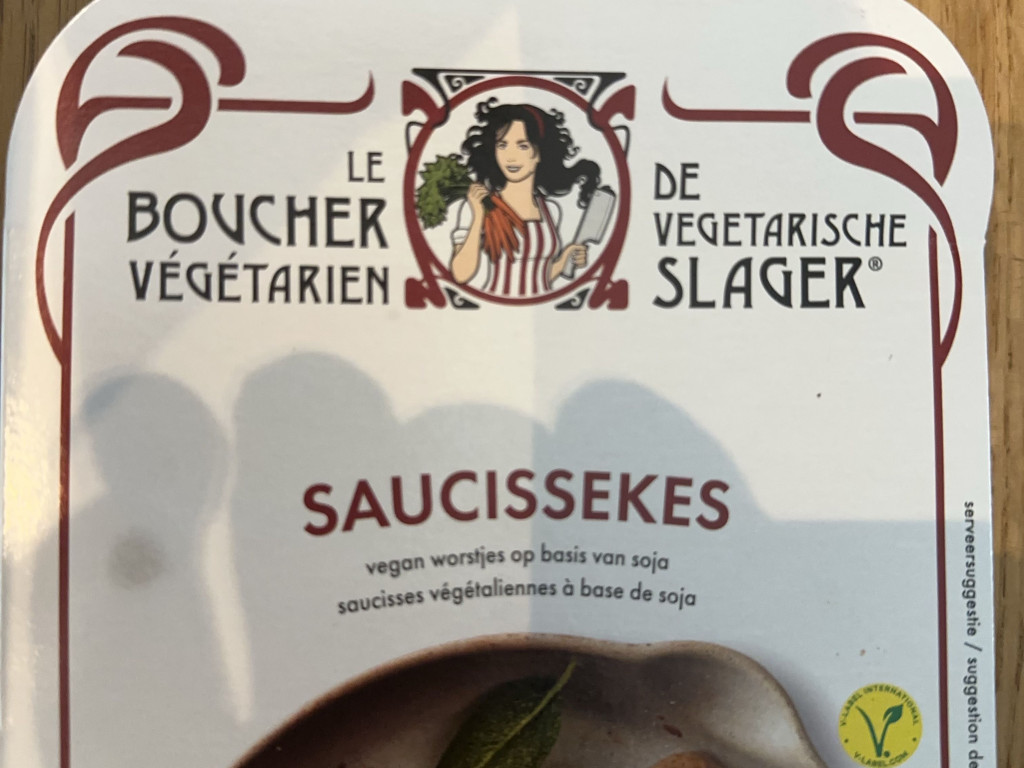 LE
BOUCHER
VÉGÉTARIEN
DE
VEGETARISCHE
SLAGER®
SAUCISSEKES
vegan worstjes op basis van soja
saucisses végétaliennes à base de soja
serveersuggestie / suggestion de
V-LABEL INTERNATIONAL
V-LABEL.COM